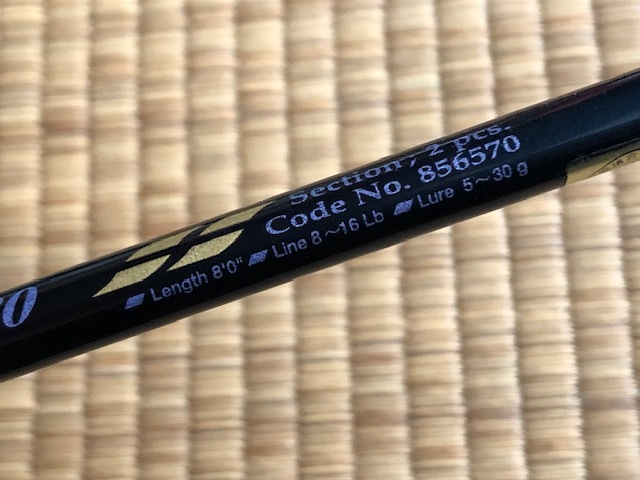 Section, 2 pcs.
Code No. 856570
Length 8'0" Line 8~16 Lb Lure 5~30 g